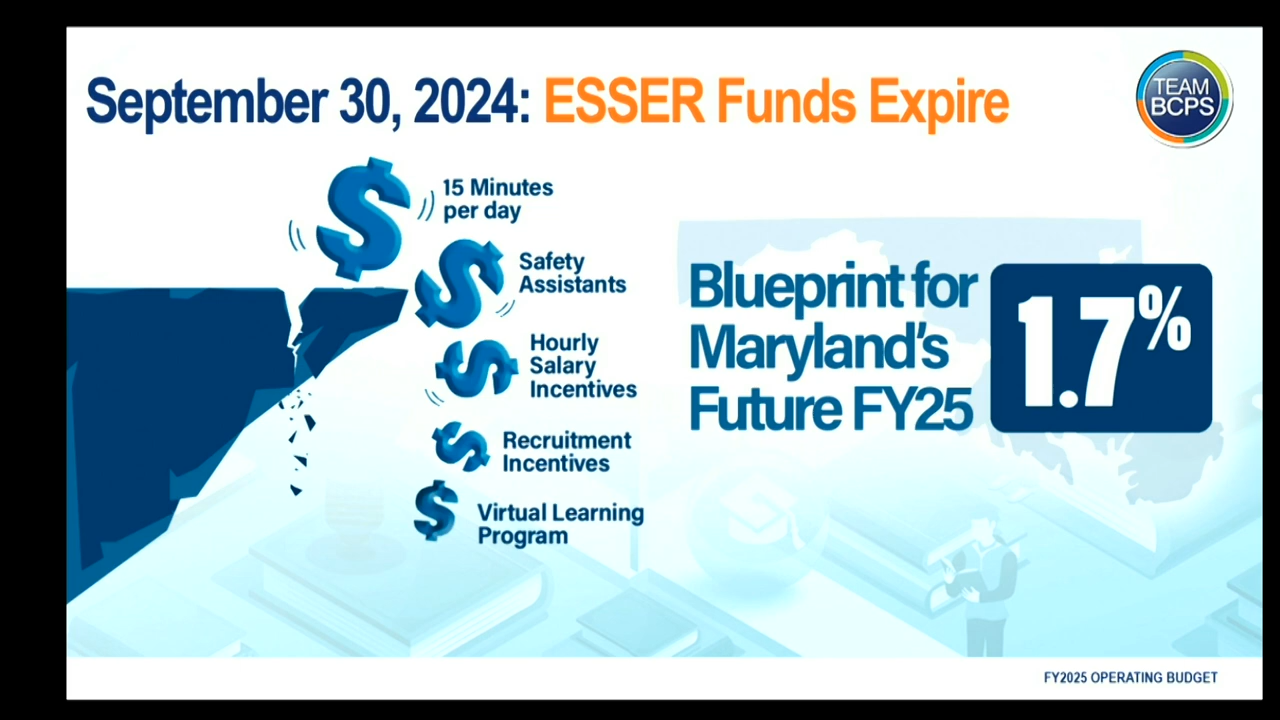 September 30, 2024: ESSER Funds Expire
TEAM
BCPS
15 Minutes
per day
Safety
Assistants
Hourly
Salary
Incentives
Recruitment
Incentives
Virtual Learning
Program
Blueprint for
Maryland's
Future FY25
1.7%
FY2025 OPERATING BUDGET